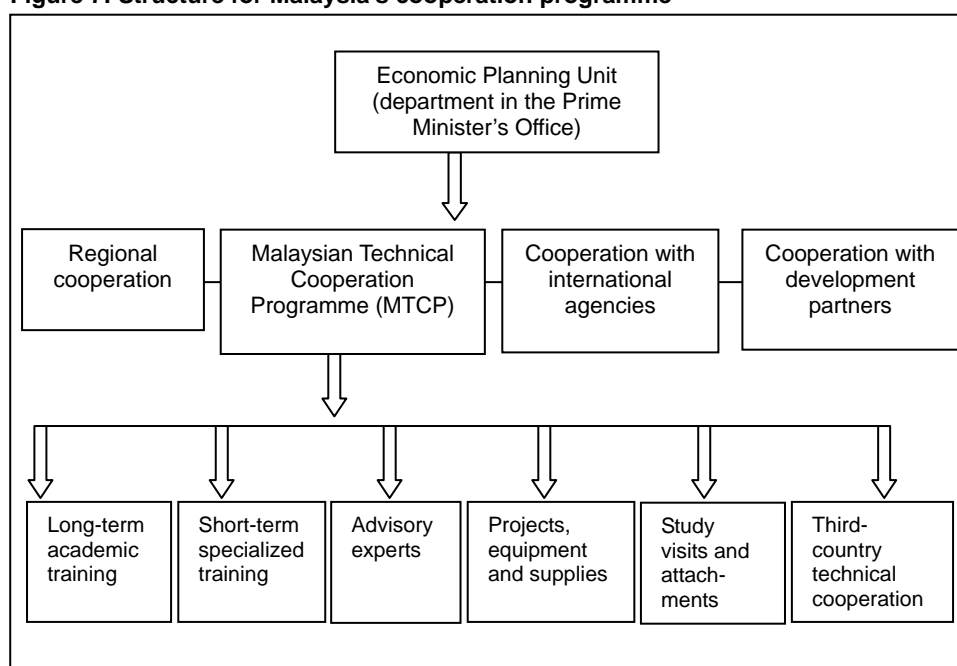 Figure 7: Structure for Malaysia's cooperation programme
Economic Planning Unit
(department in the Prime
Minister's Office)
Regional
cooperation
Malaysian Technical
Cooperation
Programme (MTCP)
Cooperation with
international
agencies
Cooperation with
development
partners
Long-term
academic
training
Short-term
specialized
training
Advisory
experts
Projects,
equipment
and supplies
Study
visits and
attach-
ments
Third-
country
technical
cooperation